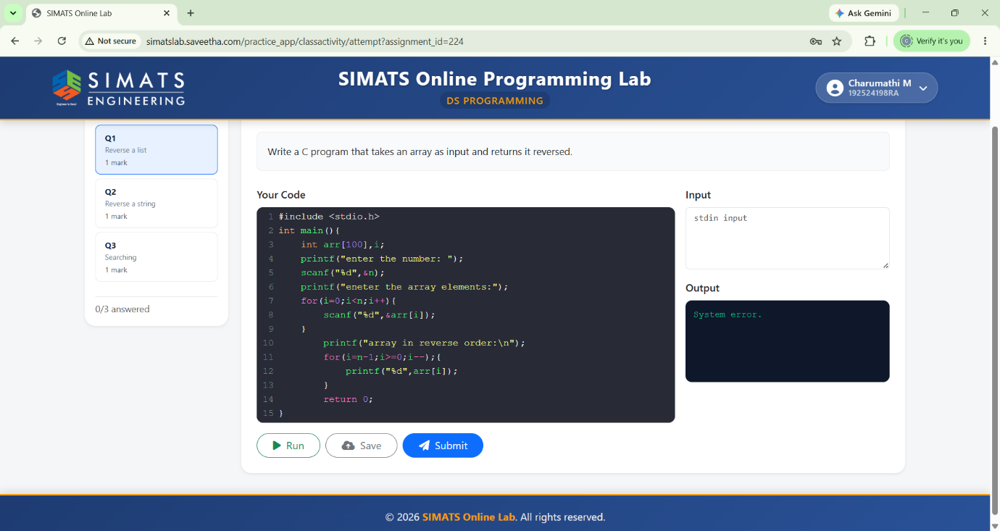 SIMATS Online Lab
Ask Gemini
Not secure
simatslab.saveetha.com/practice_app/classactivity/attempt?assignment_id=224
Verify it's you
SIMATS
ENGINEERING
Engineer to Excel
SIMATS Online Programming Lab
DS PROGRAMMING
Charumathi M
192524198RA
Q1
Reverse a list
1 mark
Q2
Reverse a string
1 mark
Q3
Searching
1 mark
0/3 answered
Write a C program that takes an array as input and returns it reversed.
Your Code
1 #include <stdio.h>
2 int main(){
3     int arr[100],i;
4     printf("enter the number: ");
5     scanf("%d",&n);
6     printf("eneter the array elements:");
7     for(i=0;i<n;i++){
8         scanf("%d",&arr[i]);
9     }
10         printf("array in reverse order:\n");
11         for(i=n-1;i>=0;i--);{
12             printf("%d",arr[i]);
13         }
14         return 0;
15 }
Run
Save
Submit
Input
stdin input
Output
System error.
© 2026 SIMATS Online Lab. All rights reserved.